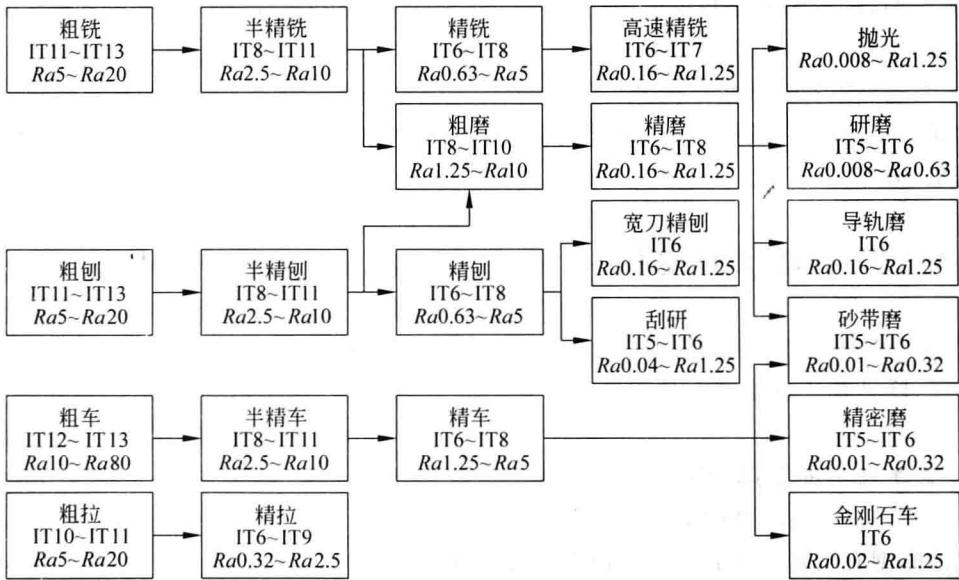 粗铣
IT11~IT13
Ra5~Ra20
半精铣
IT8~IT11
Ra2.5~Ra10
精铣
IT6~IT8
Ra0.63~Ra5
高速精铣
IT6~IT7
Ra0.16~Ra1.25
抛光
Ra0.008~Ra1.25
粗磨
IT8~IT10
Ra1.25~Ra10
精磨
IT6~IT8
Ra0.16~Ra1.25
研磨
IT5~IT6
Ra0.008~Ra0.63
粗刨
IT11~IT13
Ra5~Ra20
半精刨
IT8~IT11
Ra2.5~Ra10
精刨
IT6~IT8
Ra0.63~Ra5
宽刀精刨
IT6
Ra0.16~Ra1.25
导轨磨
IT6
Ra0.16~Ra1.25
刮研
IT5~IT6
Ra0.04~Ra1.25
砂带磨
IT5~IT6
Ra0.01~Ra0.32
粗车
IT12~IT13
Ra10~Ra80
半精车
IT8~IT11
Ra2.5~Ra10
精车
IT6~IT8
Ra1.25~Ra5
精密磨
IT5~IT6
Ra0.01~Ra0.32
粗拉
IT10~IT11
Ra5~Ra20
精拉
IT6~IT9
Ra0.32~Ra2.5
金刚石车
IT6
Ra0.02~Ra1.25